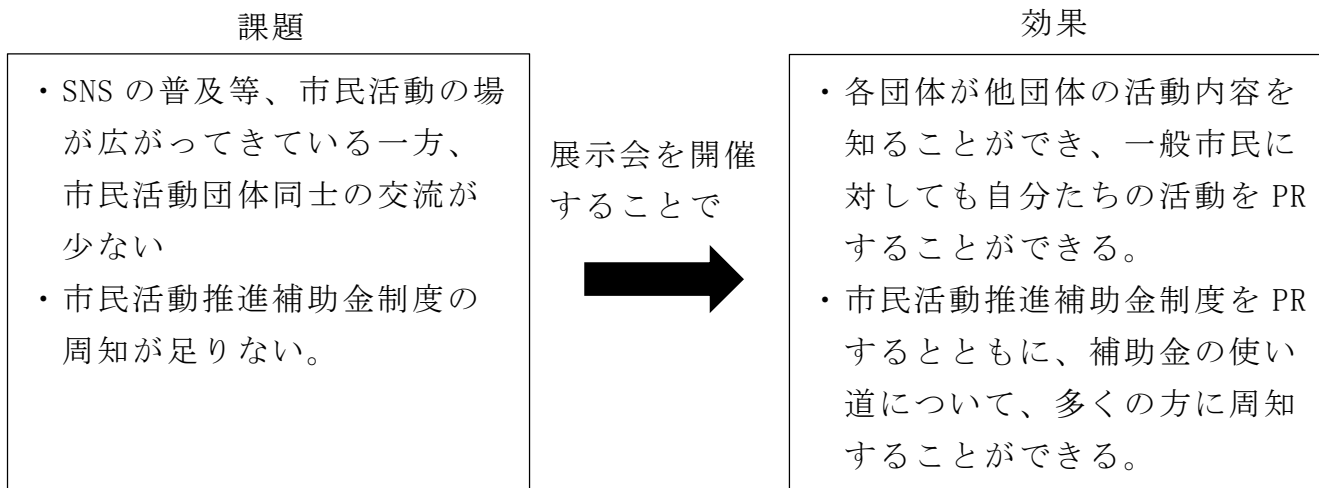 課題
・SNSの普及等、市民活動の場
が広がってきている一方、
市民活動団体同士の交流が
少ない
・市民活動推進補助金制度の
周知が足りない。
展示会を開催
することで
効果
・各団体が他団体の活動内容を
知ることができ、一般市民に
対しても自分たちの活動をPR
することができる。
・市民活動推進補助金制度をPR
するとともに、補助金の使い
道について、多くの方に周知
することができる。